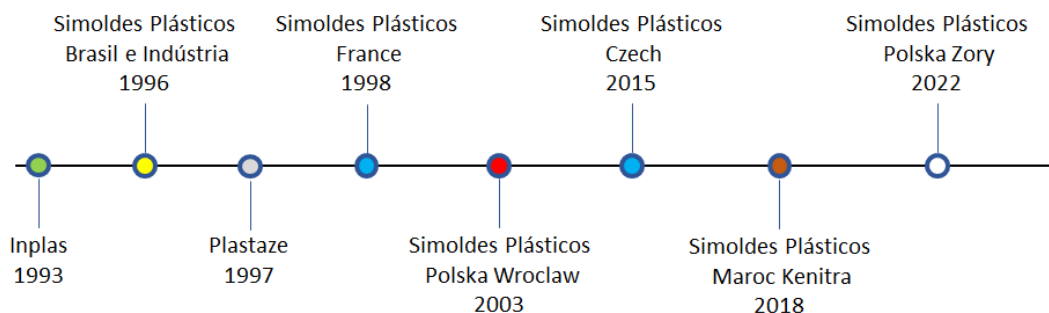 Simoldes Plásticos
Brasil e Indústria
1996
Simoldes Plásticos
France
1998
Simoldes Plásticos
Czech
2015
Simoldes Plásticos
Polska Zory
2022
Inplas
1993
Plastaze
1997
Simoldes Plásticos
Polska Wroclaw
2003
Simoldes Plásticos
Maroc Kenitra
2018